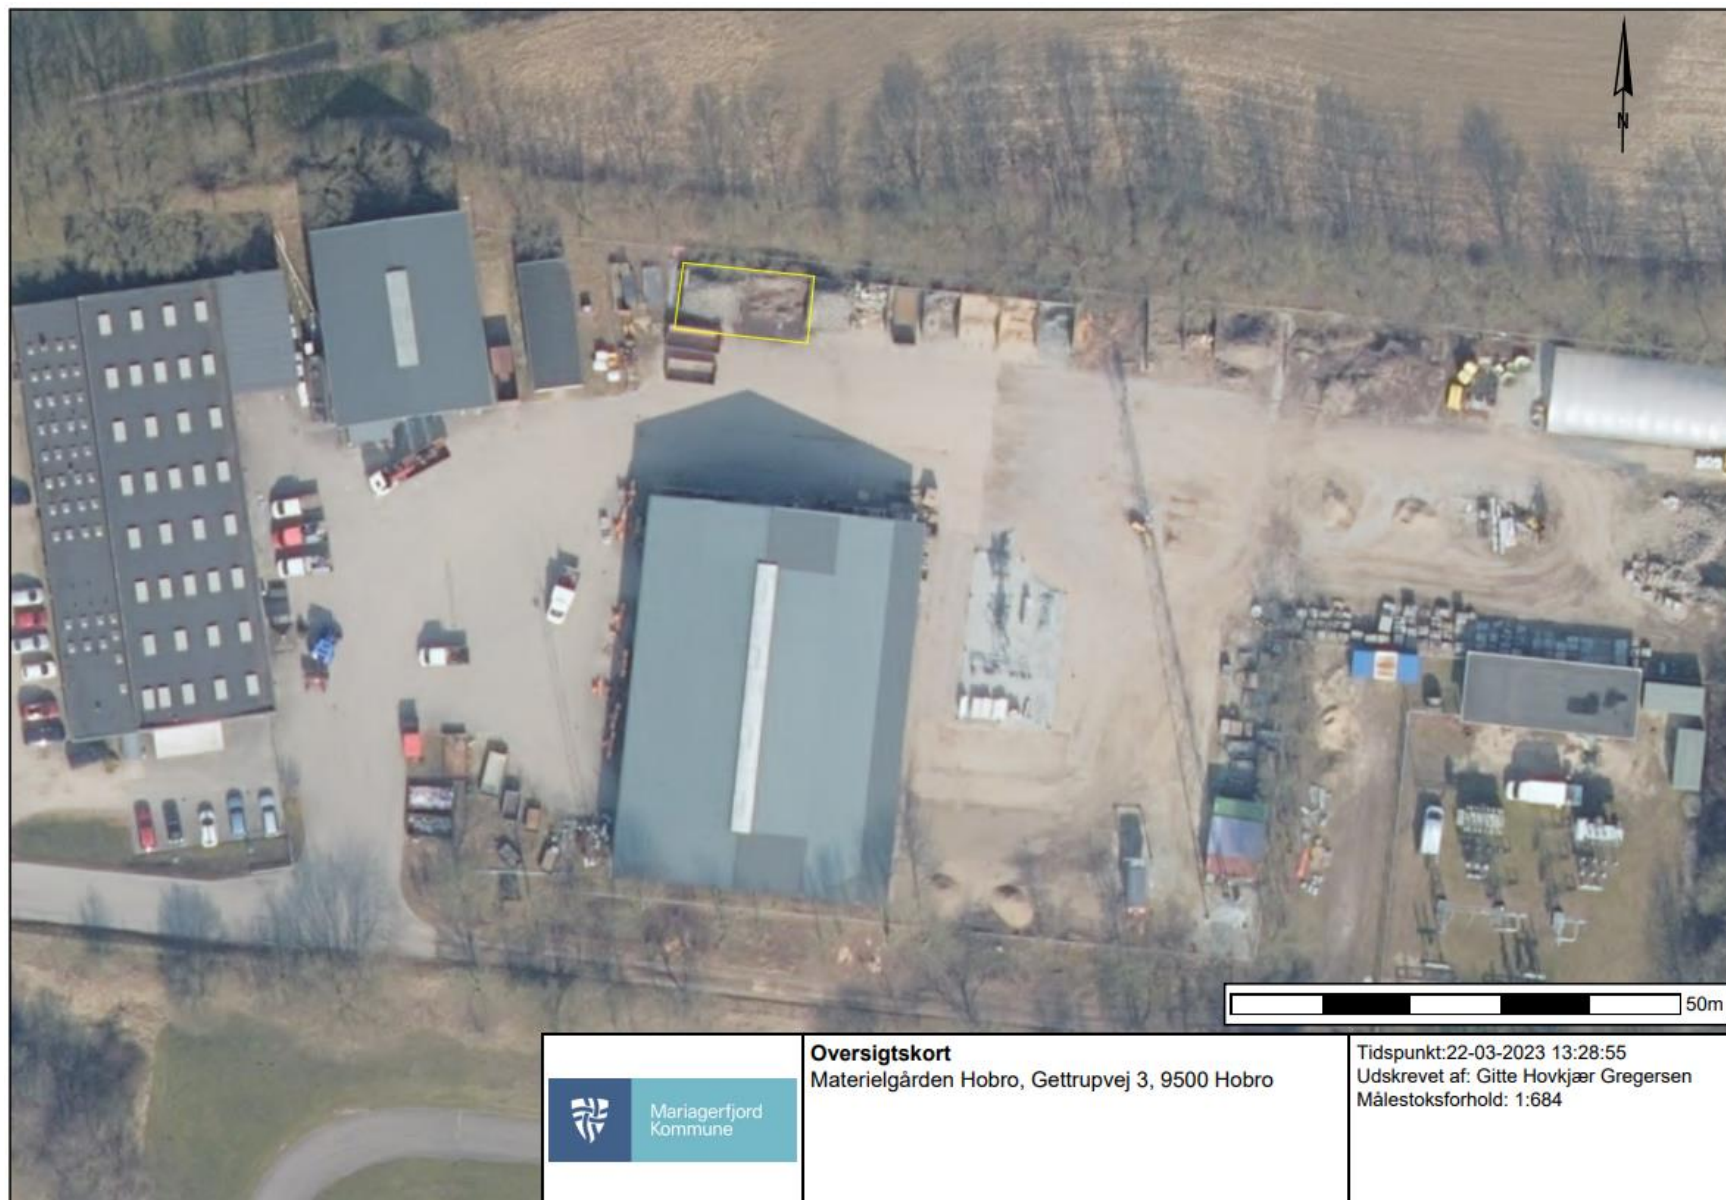 N
50m
Mariagerfjord
Kommune
Oversigtskort
Materielgården Hobro, Gettrupvej 3, 9500 Hobro
Tidspunkt:22-03-2023 13:28:55
Udskrevet af: Gitte Hovkjær Gregersen
Målestoksforhold: 1:684